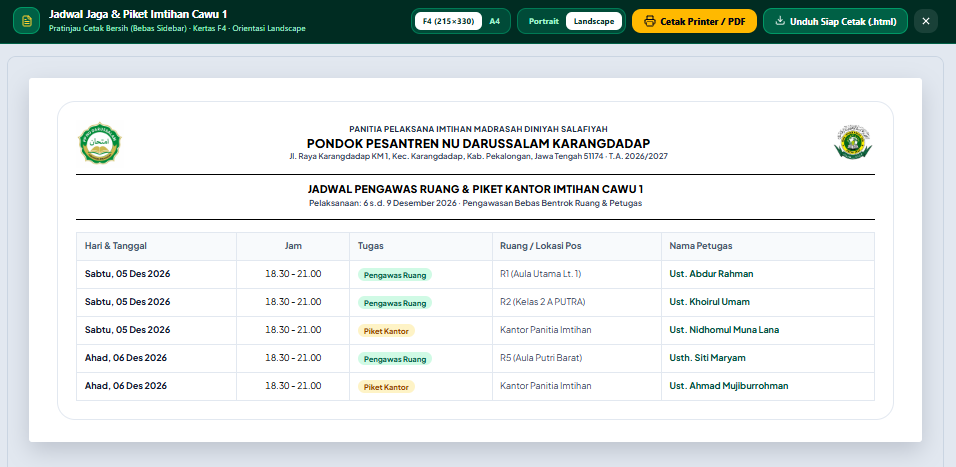 Jadwal Jaga & Piket Imtihan Cawu 1
Pratinjau Cetak Bersih (Bebas Sidebar) · Kertas F4 · Orientasi Landscape
F4 (215×330) A4
Portrait Landscape
Cetak Printer / PDF
Unduh Siap Cetak (.html)
PANITIA PELAKSANA IMTIHAN MADRASAH DINIYAH SALAFIYAH
PONDOK PESANTREN NU DARUSSALAM KARANGDADAP
Jl. Raya Karangdadap KM 1, Kec. Karangdadap, Kab. Pekalongan, Jawa Tengah 51174 · T.A. 2026/2027
JADWAL PENGAWAS RUANG & PIKET KANTOR IMTIHAN CAWU 1
Pelaksanaan: 6 s.d. 9 Desember 2026 · Pengawasan Bebas Bentrok Ruang & Petugas
Hari & Tanggal Jam Tugas Ruang / Lokasi Pos Nama Petugas
Sabtu, 05 Des 2026 18.30 - 21.00 Pengawas Ruang R1 (Aula Utama Lt. 1) Ust. Abdur Rahman
Sabtu, 05 Des 2026 18.30 - 21.00 Pengawas Ruang R2 (Kelas 2 A PUTRA) Ust. Khoirul Umam
Sabtu, 05 Des 2026 18.30 - 21.00 Piket Kantor Kantor Panitia Imtihan Ust. Nidhomul Muna Lana
Ahad, 06 Des 2026 18.30 - 21.00 Pengawas Ruang R5 (Aula Putri Barat) Usth. Siti Maryam
Ahad, 06 Des 2026 18.30 - 21.00 Piket Kantor Kantor Panitia Imtihan Ust. Ahmad Mujiburrohman